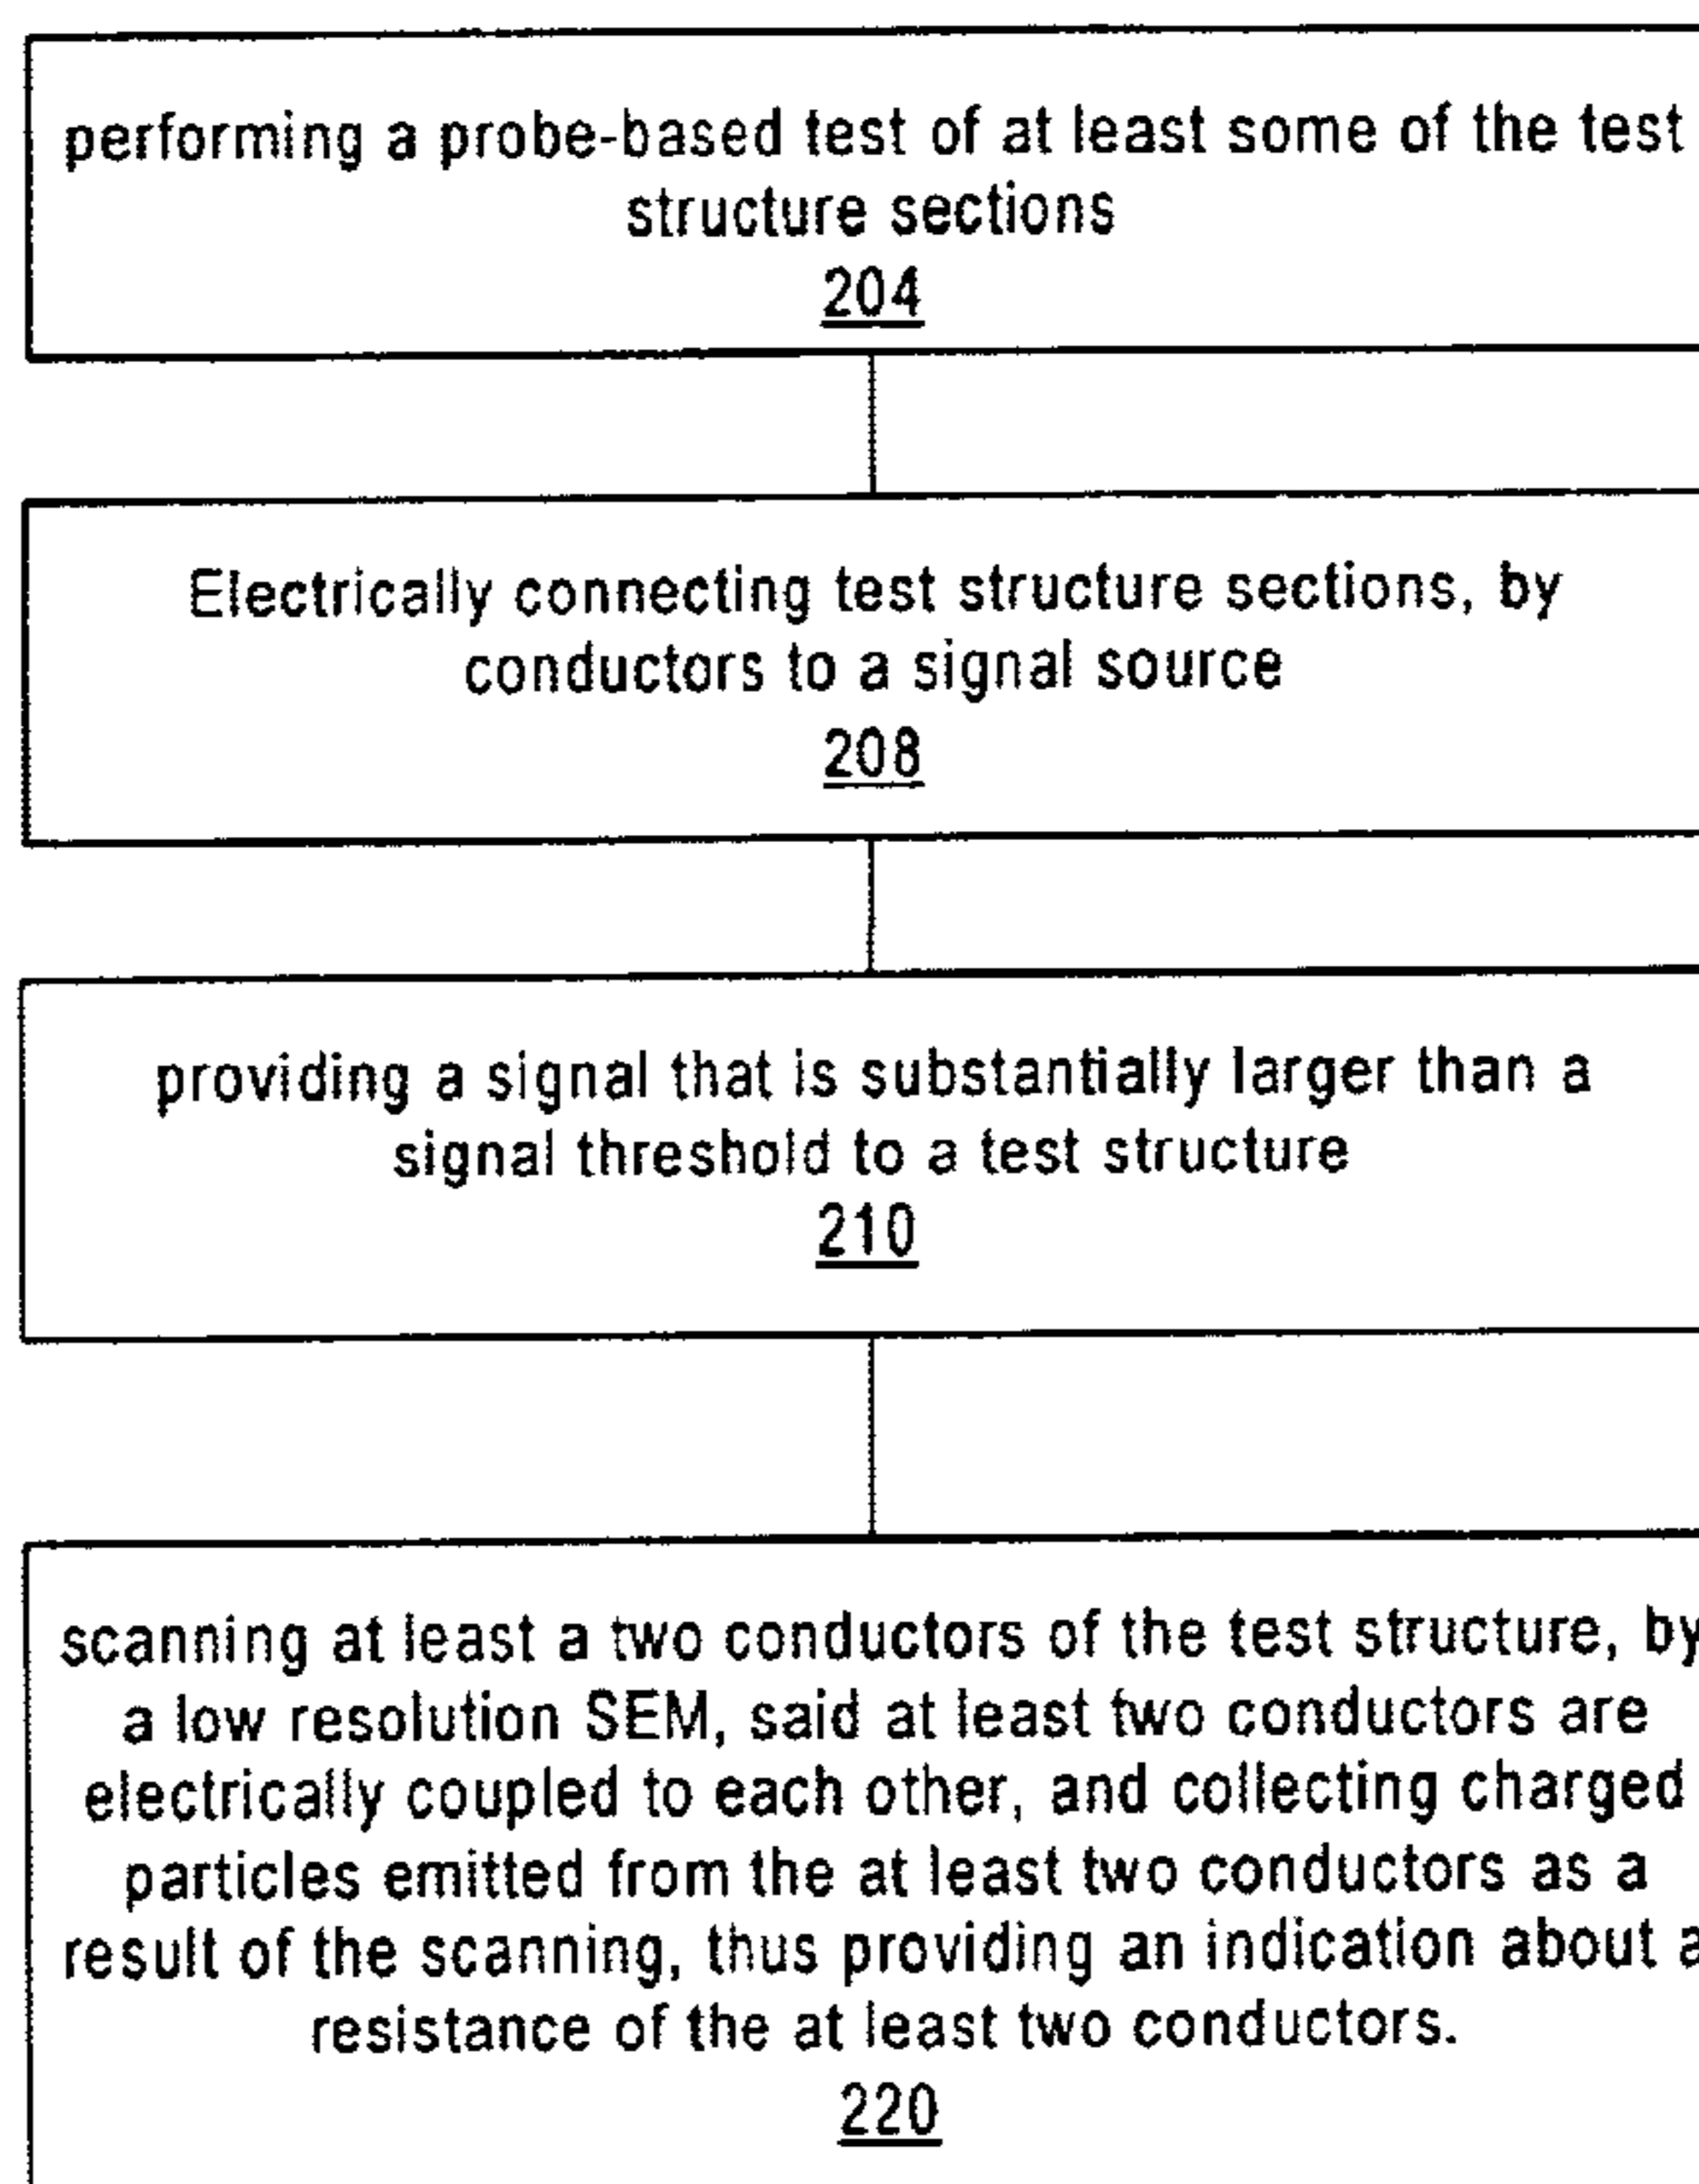 performing a probe-based test of at least some of the test
structure sections
204
Electrically connecting test structure sections, by
conductors to a signal source
208
providing a signal that is substantially larger than a
signal threshold to a test structure
210
scanning at least a two conductors of the test structure, by
a low resolution SEM, said at least two conductors are
electrically coupled to each other, and collecting charged
particles emitted from the at least two conductors as a
result of the scanning, thus providing an indication about a
resistance of the at least two conductors.
220